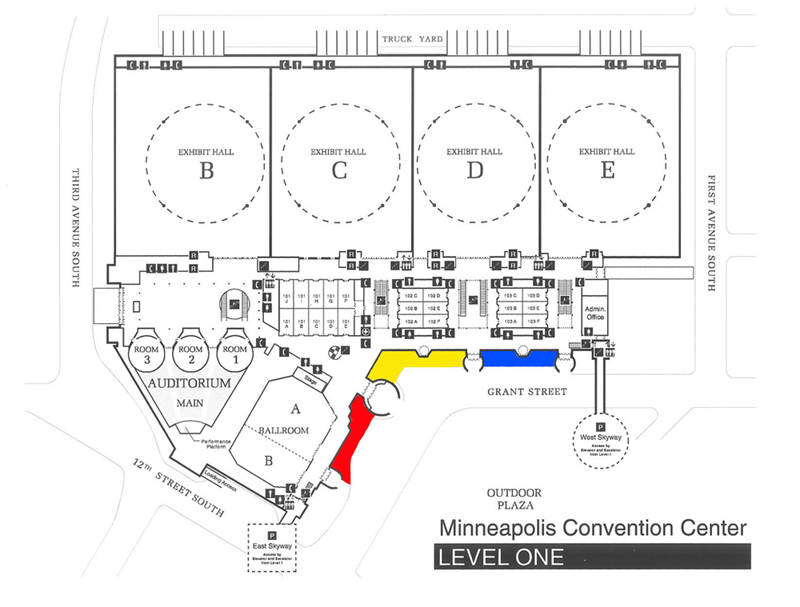 TRUCK YARD
EXHIBIT HALL
B
EXHIBIT HALL
C
EXHIBIT HALL
D
EXHIBIT HALL
E
THIRD AVENUE SOUTH
FIRST AVENUE SOUTH
R
R
R
R
R
R
R
R
R
R
101 J
101 I
101 H
101 G
101 F
101 A
101 B
101 C
101 D
101 E
102 C
102 D
102 B
102 E
102 A
102 F
103 C
103 D
103 B
103 E
103 A
103 F
Admin.
Office
ROOM
3
ROOM
2
ROOM
1
AUDITORIUM
MAIN
Performance
Platform
Stage
A
BALLROOM
B
Loading Access
12TH STREET SOUTH
GRANT STREET
P
West Skyway
Access by
Elevator and Escalator
from Level 1
P
East Skyway
Access by
Elevator and Escalator
from Level 1
OUTDOOR
PLAZA
Minneapolis Convention Center
LEVEL ONE